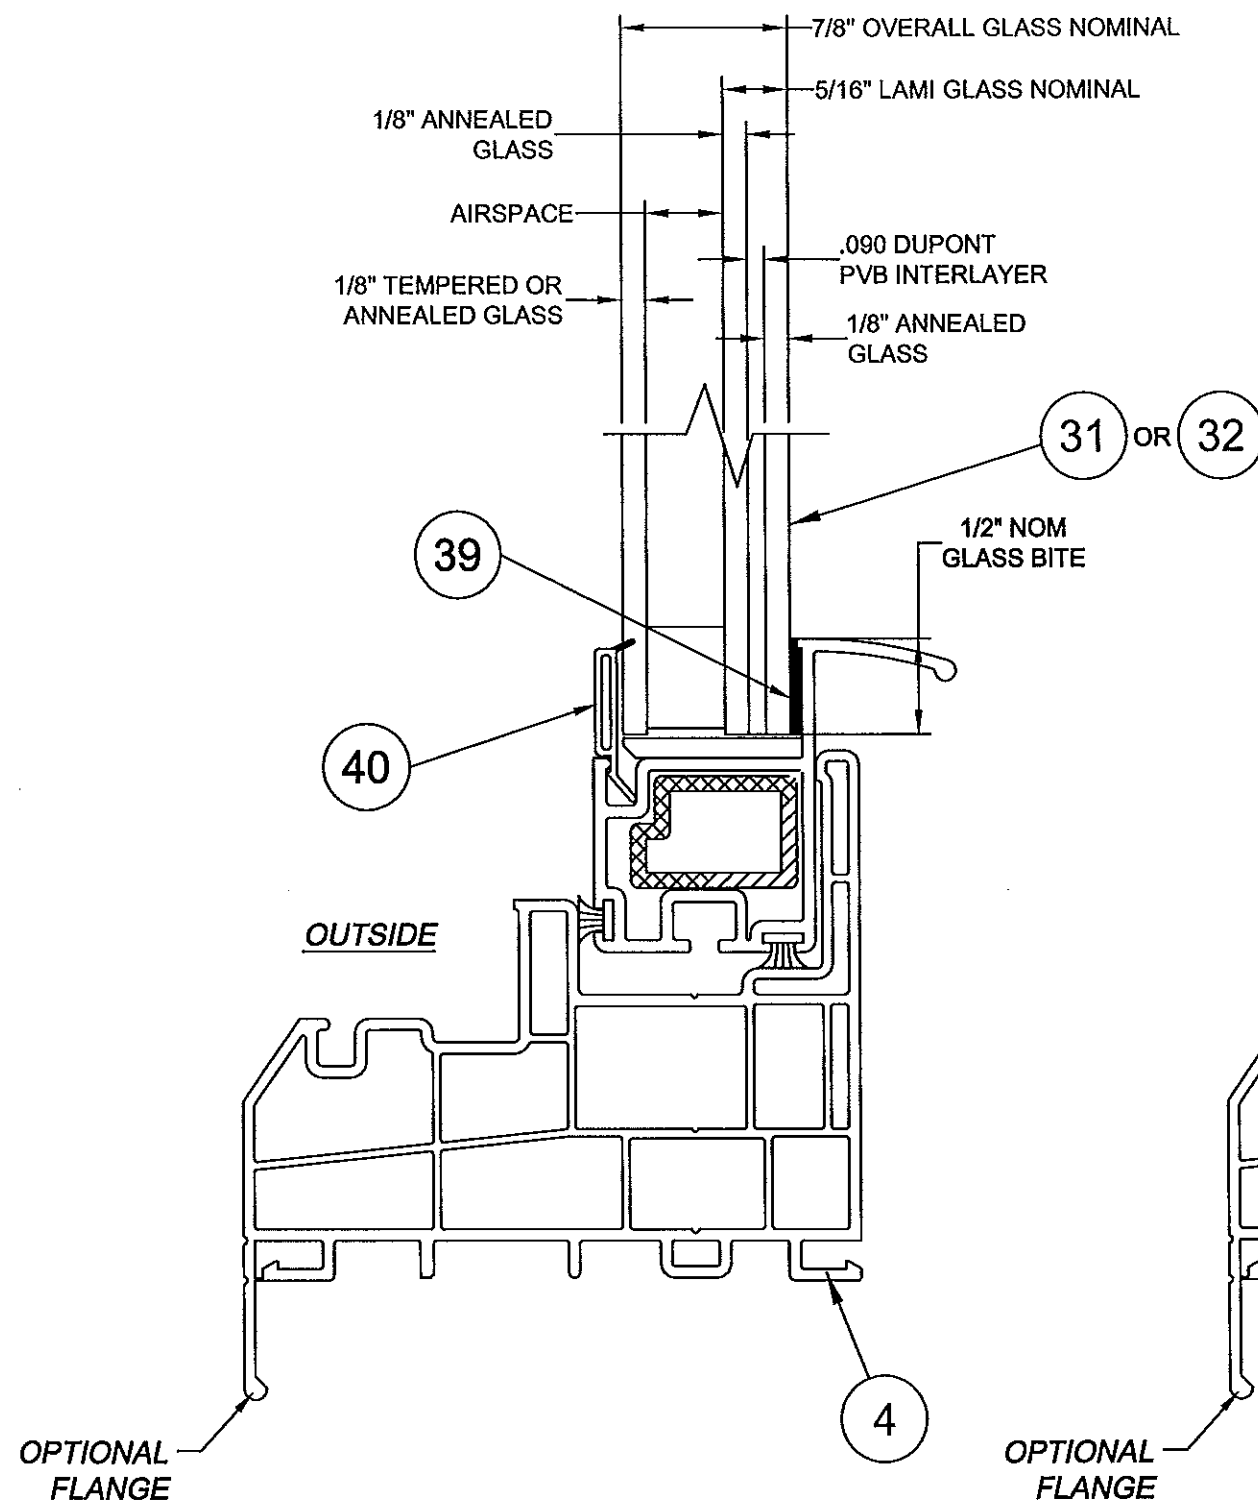 7/8" OVERALL GLASS NOMINAL
5/16" LAMI GLASS NOMINAL
1/8" ANNEALED
GLASS
AIRSPACE
.090 DUPONT
PVB INTERLAYER
1/8" TEMPERED OR
ANNEALED GLASS
1/8" ANNEALED
GLASS
31 OR 32
1/2" NOM
GLASS BITE
39
40
OUTSIDE
4
OPTIONAL
FLANGE
OPTIONAL
FLANGE